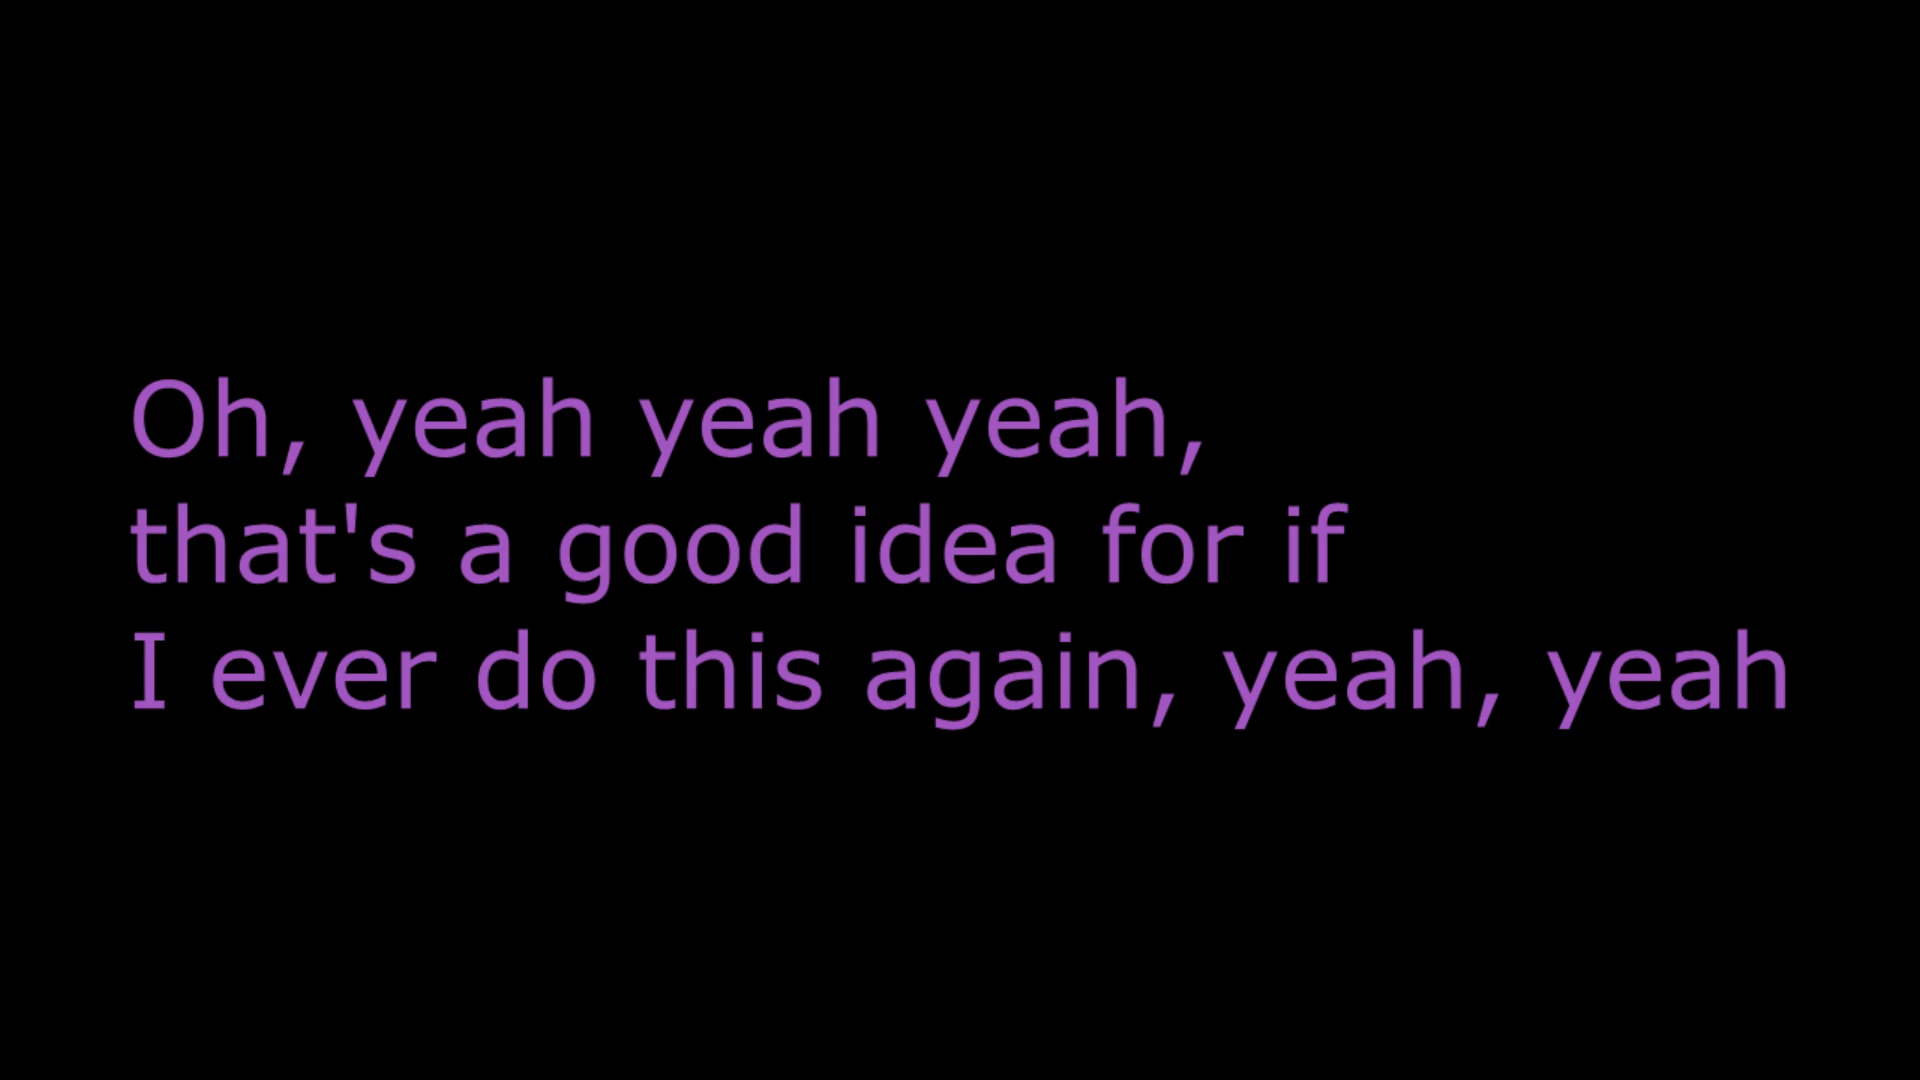 Oh, yeah yeah yeah,
that's a good idea for if
I ever do this again, yeah, yeah